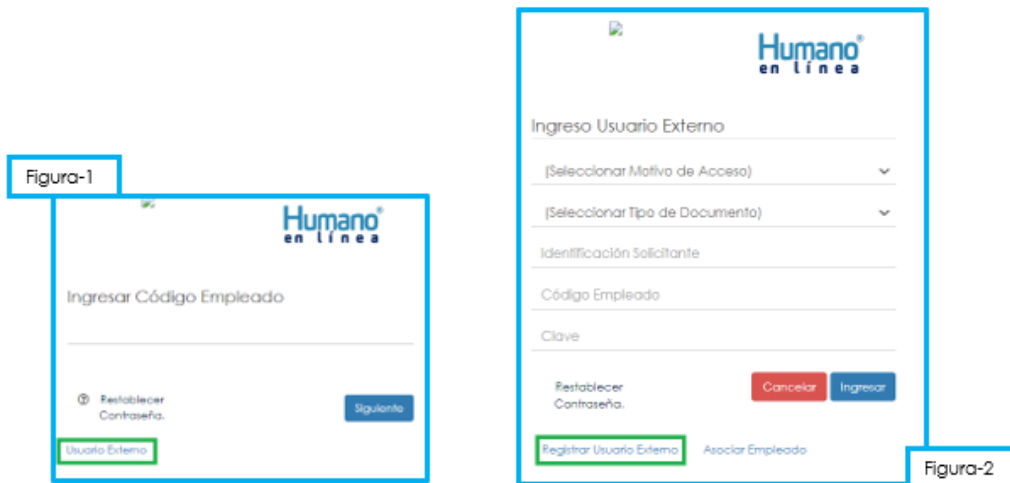 Figura-1
Humano®
en línea
Ingresar Código Empleado
Restablecer
Contraseña.
Siguiente
Usuario Externo
Humano®
en línea
Ingreso Usuario Externo
(Seleccionar Motivo de Acceso)
(Seleccionar Tipo de Documento)
Identificación Solicitante
Código Empleado
Clave
Restablecer
Contraseña.
Cancelar Ingresar
Registrar Usuario Externo Asociar Empleado
Figura-2